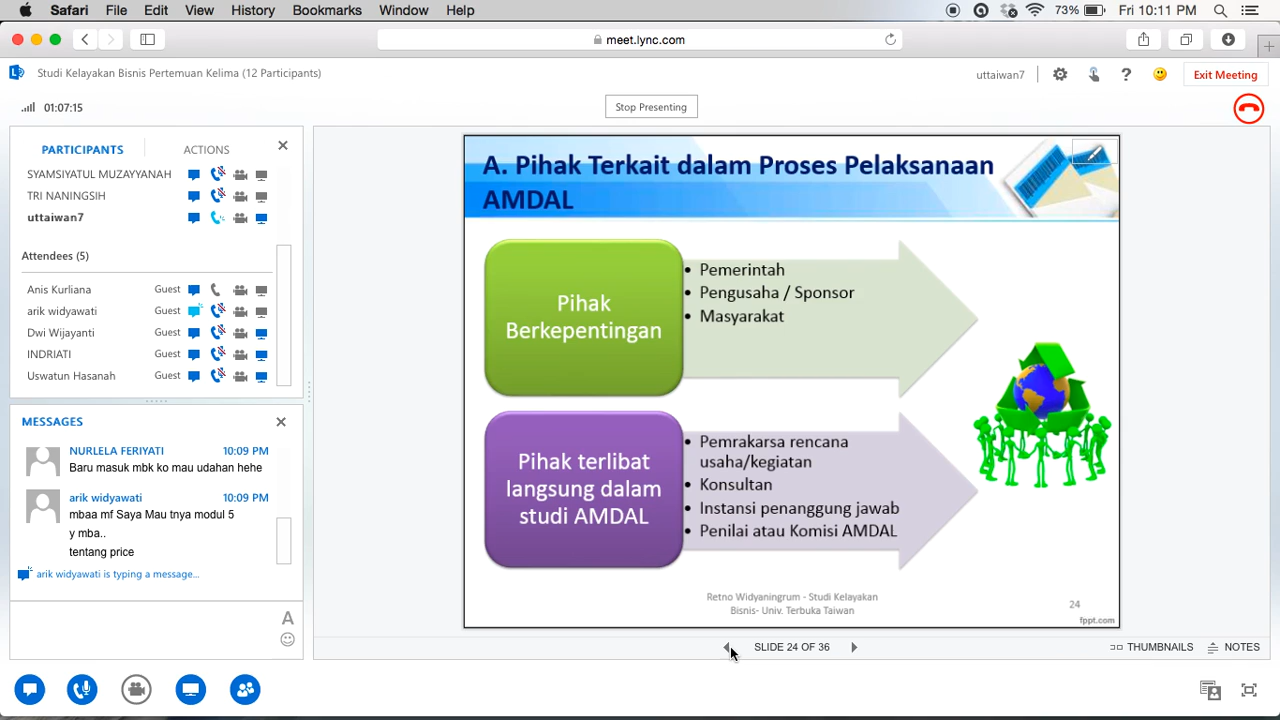 Safari File Edit View History Bookmarks Window Help 73% Fri 10:11 PM
meet.lync.com
Studi Kelayakan Bisnis Pertemuan Kelima (12 Participants)
uttaiwan7
?
Exit Meeting
01:07:15
Stop Presenting
PARTICIPANTS ACTIONS
SYAMSIYATUL MUZAYYANAH
TRI NANINGSIH
uttaiwan7
Attendees (5)
Anis Kurliana Guest
arik widyawati Guest
Dwi Wijayanti Guest
INDRIATI Guest
Uswatun Hasanah Guest
MESSAGES
NURLELA FERIYATI 10:09 PM
Baru masuk mbk ko mau udahan hehe
arik widyawati 10:09 PM
mbaa mf Saya Mau tnya modul 5
y mba..
tentang price
arik widyawati is typing a message...
A
A. Pihak Terkait dalam Proses Pelaksanaan
AMDAL
Pihak
Berkepentingan
• Pemerintah
• Pengusaha / Sponsor
• Masyarakat
Pihak terlibat
langsung dalam
studi AMDAL
• Pemrakarsa rencana
usaha/kegiatan
• Konsultan
• Instansi penanggung jawab
• Penilai atau Komisi AMDAL
Retno Widyaningrum - Studi Kelayakan
Bisnis- Univ. Terbuka Taiwan
24
fppt.com
SLIDE 24 OF 36
THUMBNAILS
NOTES